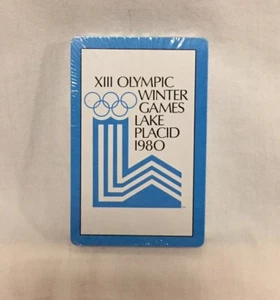 XIII OLYMPIC
WINTER
GAMES
LAKE
PLACID
1980